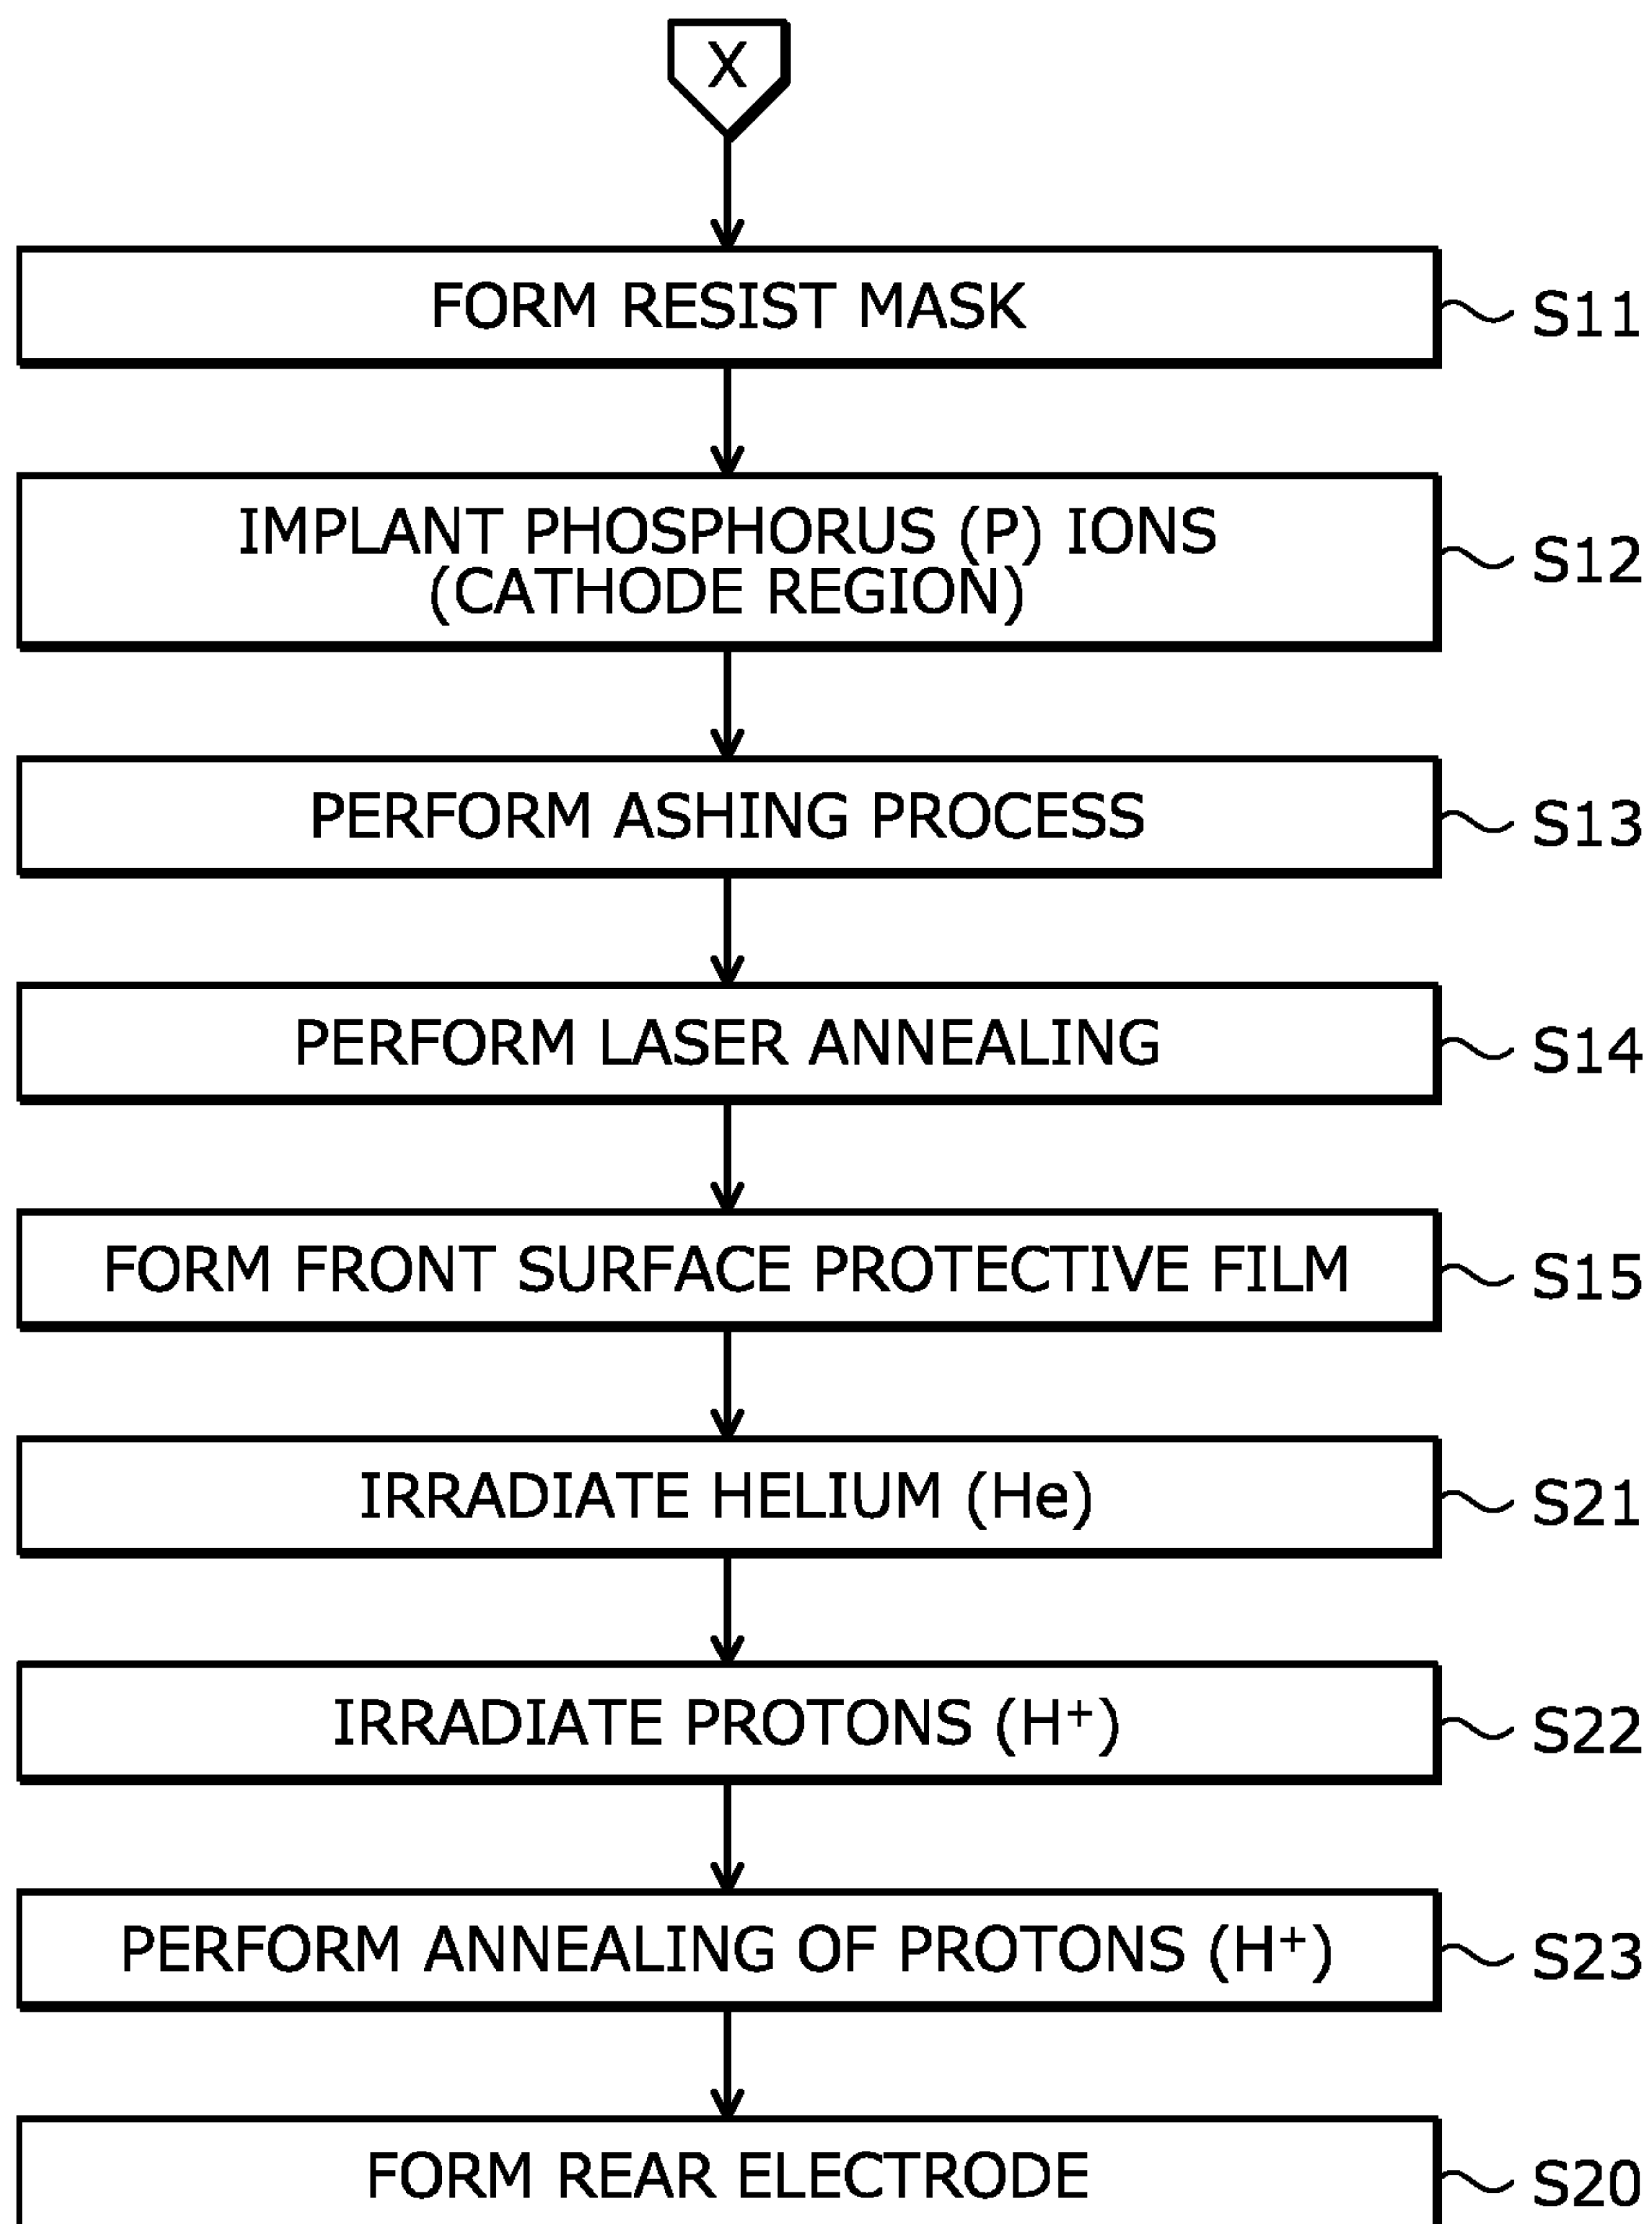 X
FORM RESIST MASK
S11
IMPLANT PHOSPHORUS (P) IONS
(CATHODE REGION)
S12
PERFORM ASHING PROCESS
S13
PERFORM LASER ANNEALING
S14
FORM FRONT SURFACE PROTECTIVE FILM
S15
IRRADIATE HELIUM (He)
S21
IRRADIATE PROTONS (H⁺)
S22
PERFORM ANNEALING OF PROTONS (H⁺)
S23
FORM REAR ELECTRODE
S20